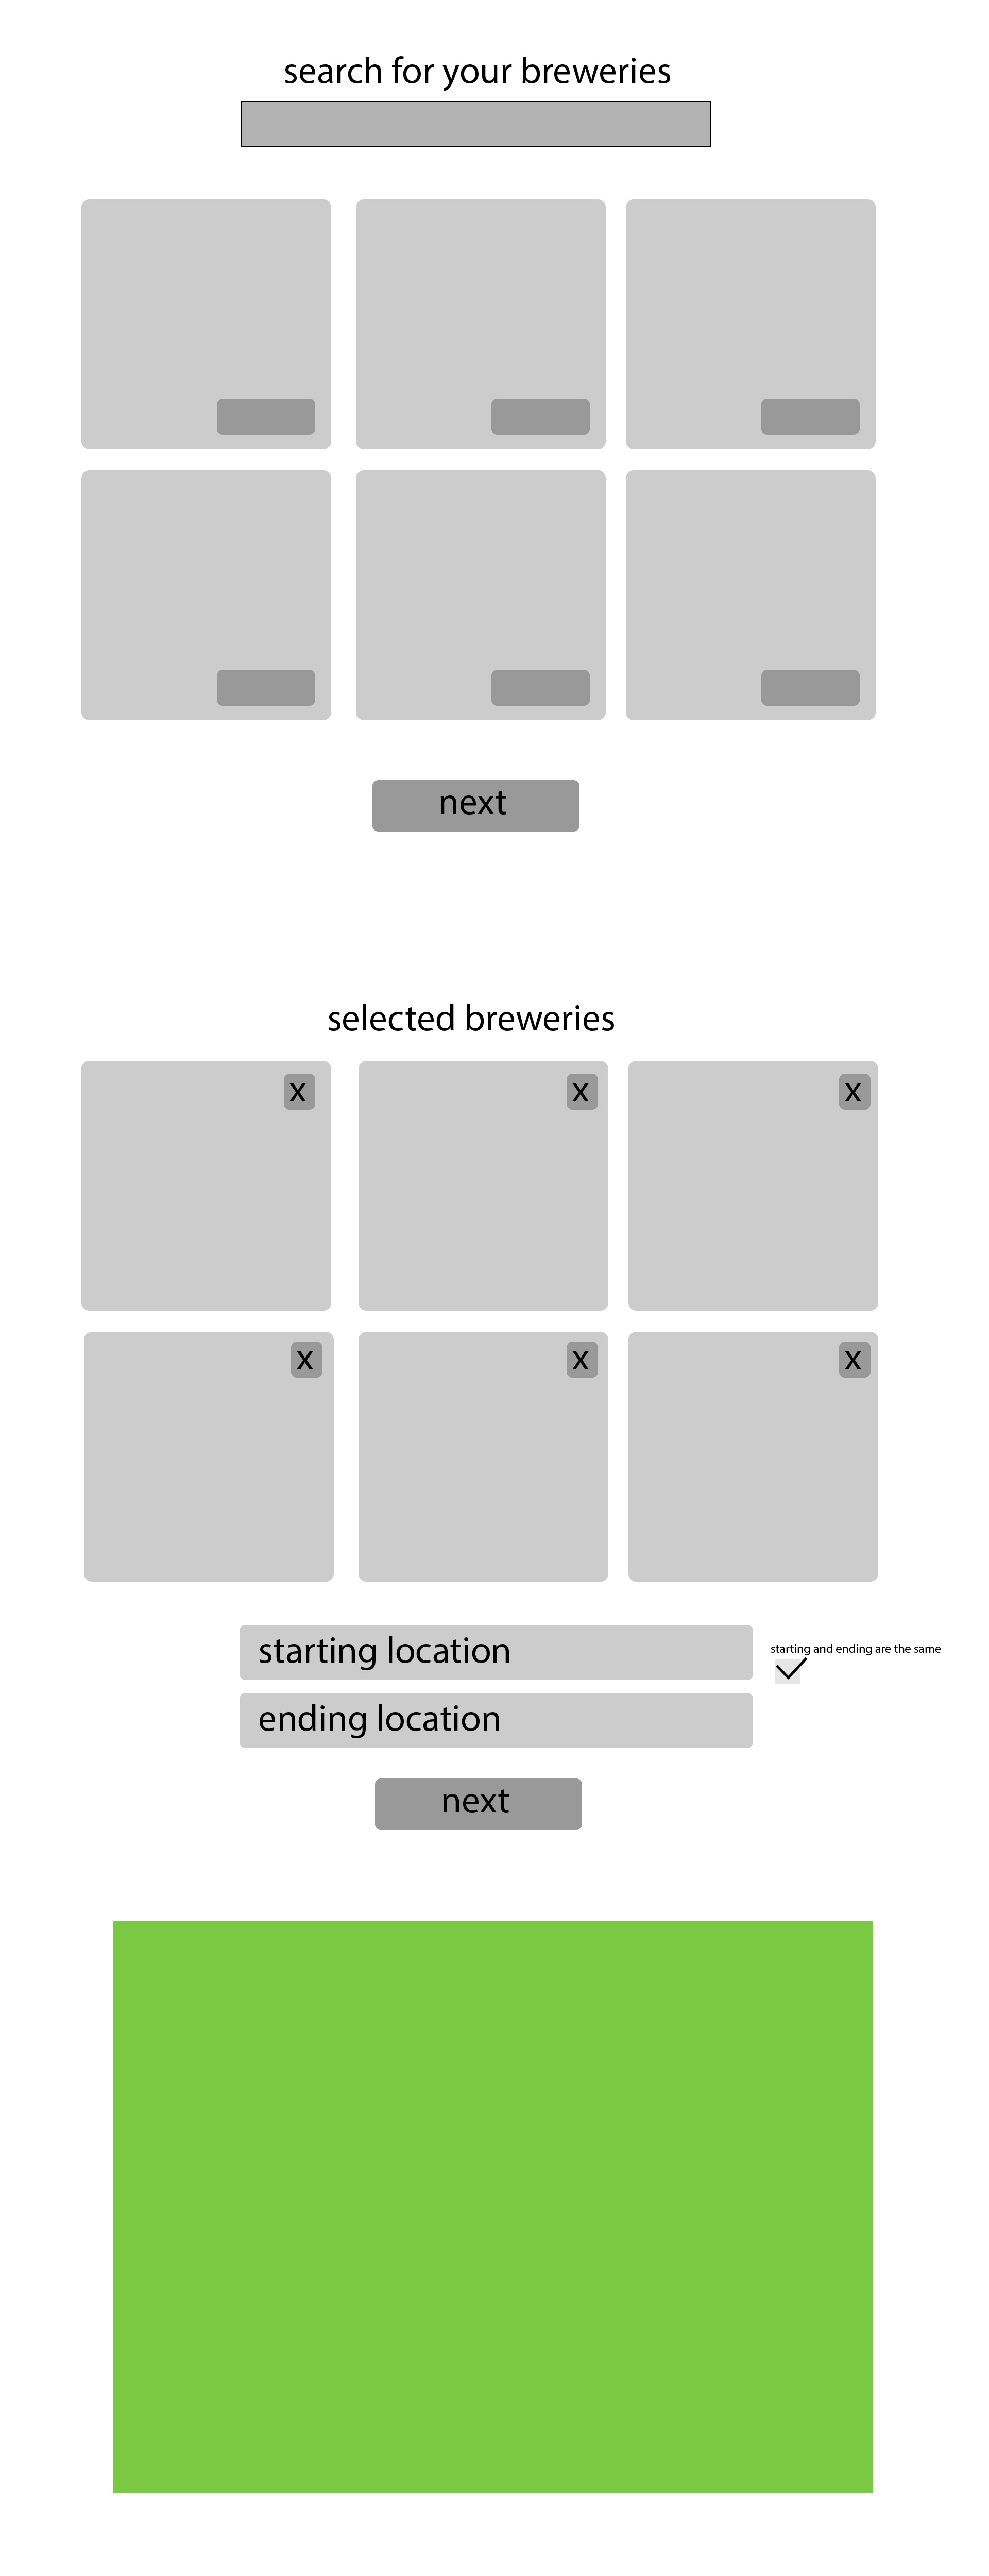 search for your breweries
next
selected breweries
x
x
x
x
x
x
starting location
starting and ending are the same
ending location
next